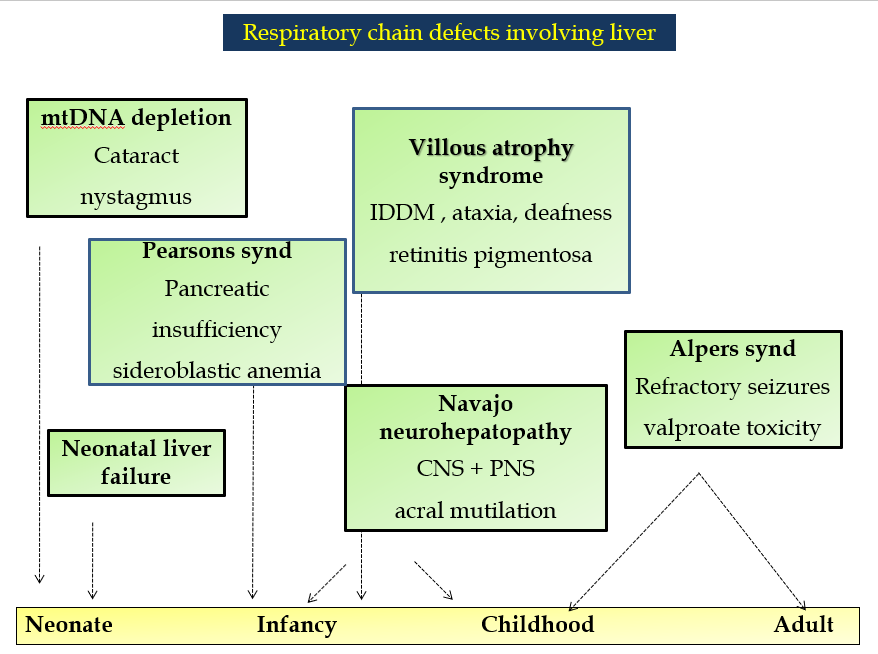 Respiratory chain defects involving liver
mtDNA depletion
Cataract
nystagmus
Villous atrophy
syndrome
IDDM , ataxia, deafness
retinitis pigmentosa
Pearsons synd
Pancreatic
insufficiency
sideroblastic anemia
Alpers synd
Refractory seizures
valproate toxicity
Navajo
neurohepatopathy
CNS + PNS
acral mutilation
Neonatal liver
failure
Neonate
Infancy
Childhood
Adult